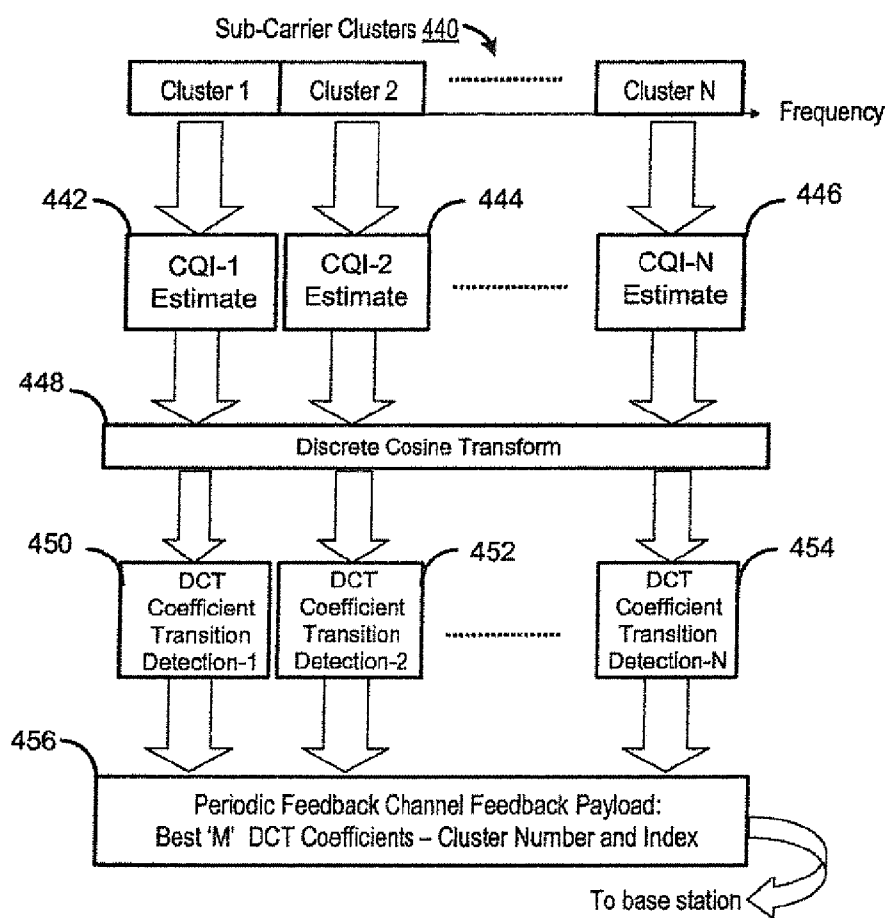 Sub-Carrier Clusters 440
Cluster 1
Cluster 2
Cluster N
Frequency
442
444
446
CQI-1
Estimate
CQI-2
Estimate
CQI-N
Estimate
448
Discrete Cosine Transform
450
452
454
DCT
Coefficient
Transition
Detection-1
DCT
Coefficient
Transition
Detection-2
DCT
Coefficient
Transition
Detection-N
456
Periodic Feedback Channel Feedback Payload:
Best 'M' DCT Coefficients – Cluster Number and Index
To base station